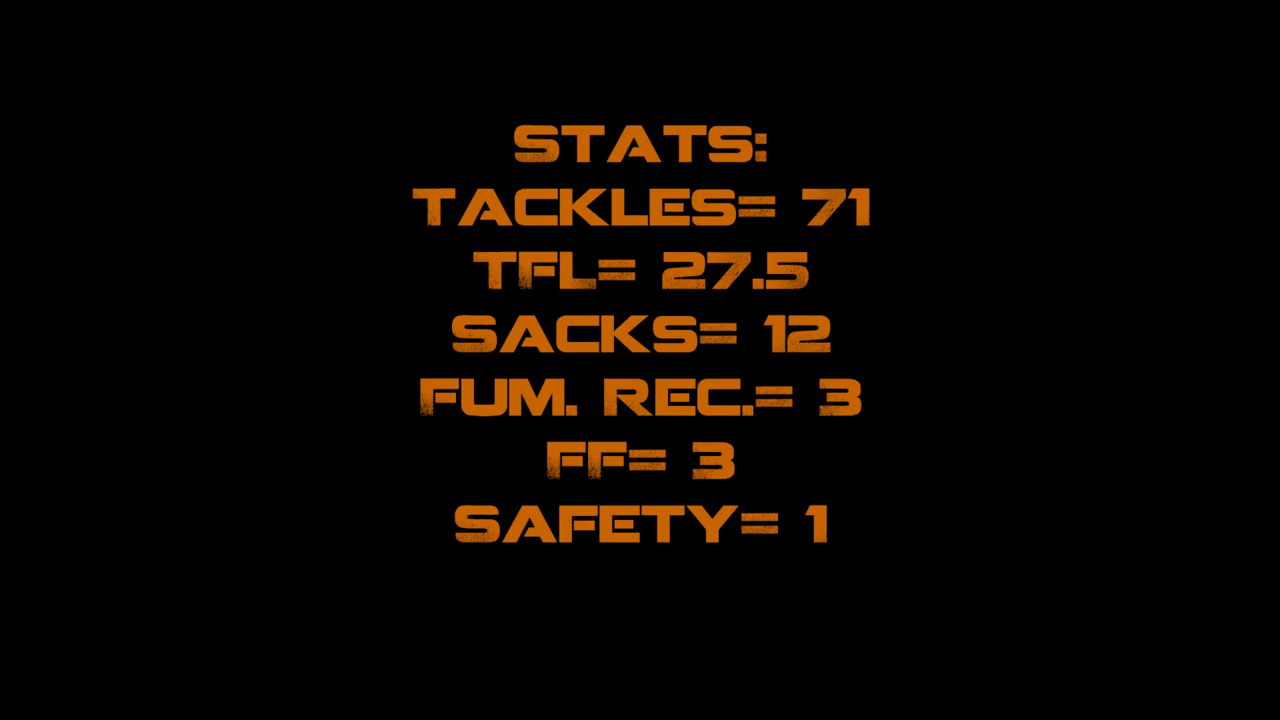 STATS:
TACKLES= 71
TFL= 27.5
SACKS= 12
FUM. REC.= 3
FF= 3
SAFETY= 1